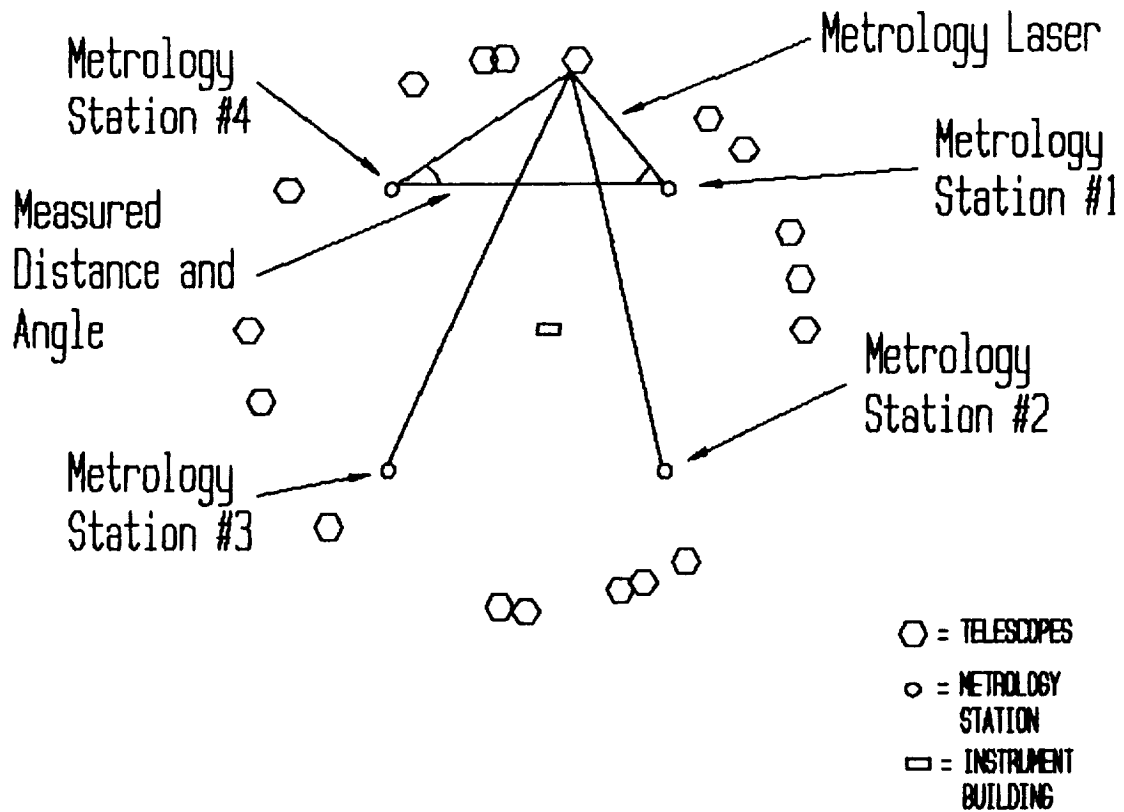 Metrology
Station #4
Metrology Laser
Metrology
Station #1
Measured
Distance and
Angle
Metrology
Station #2
Metrology
Station #3
= TELESCOPES
= METROLOGY
STATION
= INSTRUMENT
BUILDING